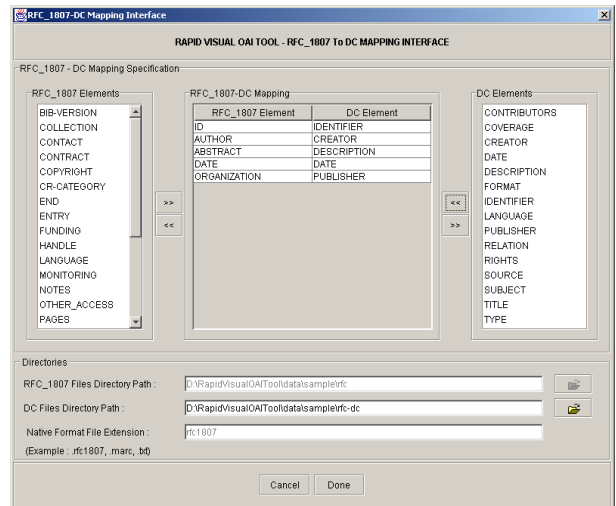 RFC_1807-DC Mapping Interface
RAPID VISUAL OAI TOOL - RFC_1807 To DC MAPPING INTERFACE
RFC_1807 - DC Mapping Specification
RFC_1807 Elements
BIB-VERSION
COLLECTION
CONTACT
CONTRACT
COPYRIGHT
CR-CATEGORY
END
ENTRY
FUNDING
HANDLE
LANGUAGE
MONITORING
NOTES
OTHER_ACCESS
PAGES
>>
<<
RFC_1807-DC Mapping
RFC_1807 Element DC Element
ID IDENTIFIER
AUTHOR CREATOR
ABSTRACT DESCRIPTION
DATE DATE
ORGANIZATION PUBLISHER
<<
>>
DC Elements
CONTRIBUTORS
COVERAGE
CREATOR
DATE
DESCRIPTION
FORMAT
IDENTIFIER
LANGUAGE
PUBLISHER
RELATION
RIGHTS
SOURCE
SUBJECT
TITLE
TYPE
Directories
RFC_1807 Files Directory Path : D:\RapidVisualOAITool\data\sample\rfc
DC Files Directory Path : D:\RapidVisualOAITool\data\sample\rfc-dc
Native Format File Extension : rfc1807
(Example : .rfc1807, .marc, .txt)
Cancel Done